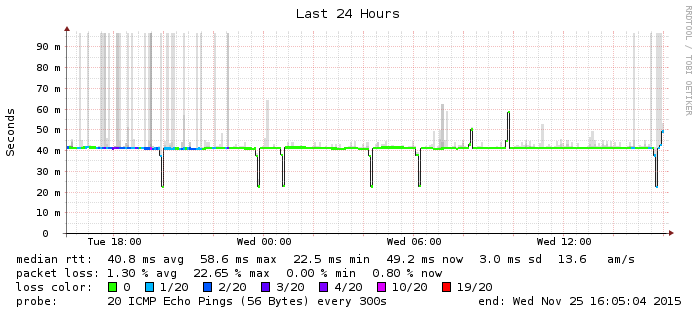 Last 24 Hours
RRDTOOL / TOBI OETIKER
Seconds
90 m
80 m
70 m
60 m
50 m
40 m
30 m
20 m
10 m
0
Tue 18:00 Wed 00:00 Wed 06:00 Wed 12:00
median rtt: 40.8 ms avg 58.6 ms max 22.5 ms min 49.2 ms now 3.0 ms sd 13.6 am/s
packet loss: 1.30 % avg 22.65 % max 0.00 % min 0.80 % now
loss color: 0 1/20 2/20 3/20 4/20 10/20 19/20
probe: 20 ICMP Echo Pings (56 Bytes) every 300s end: Wed Nov 25 16:05:04 2015